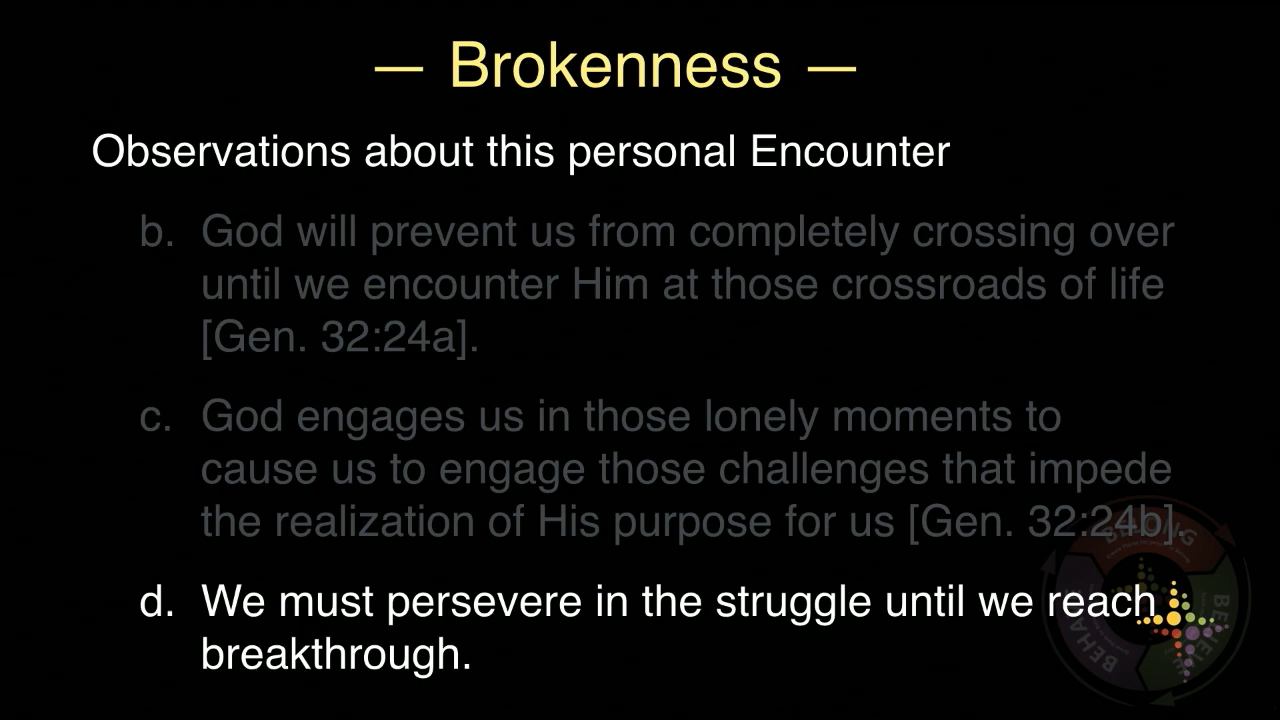 — Brokenness —
Observations about this personal Encounter
b. God will prevent us from completely crossing over
until we encounter Him at those crossroads of life
[Gen. 32:24a].
c. God engages us in those lonely moments to
cause us to engage those challenges that impede
the realization of His purpose for us [Gen. 32:24b].
d. We must persevere in the struggle until we reach
breakthrough.